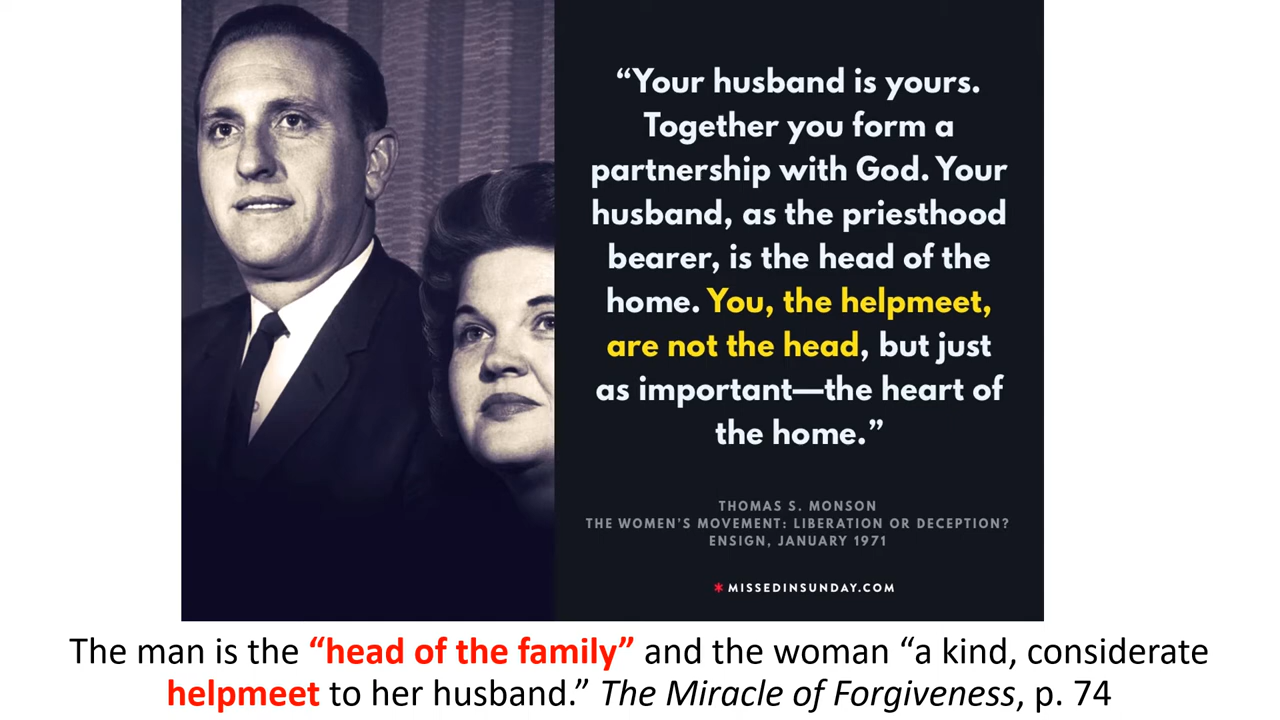 “Your husband is yours.
Together you form a
partnership with God. Your
husband, as the priesthood
bearer, is the head of the
home. You, the helpmeet,
are not the head, but just
as important—the heart of
the home.”
THOMAS S. MONSON
THE WOMEN’S MOVEMENT: LIBERATION OR DECEPTION?
ENSIGN, JANUARY 1971
* MISSEDINSUNDAY.COM
The man is the “head of the family” and the woman “a kind, considerate
helpmeet to her husband.” The Miracle of Forgiveness, p. 74